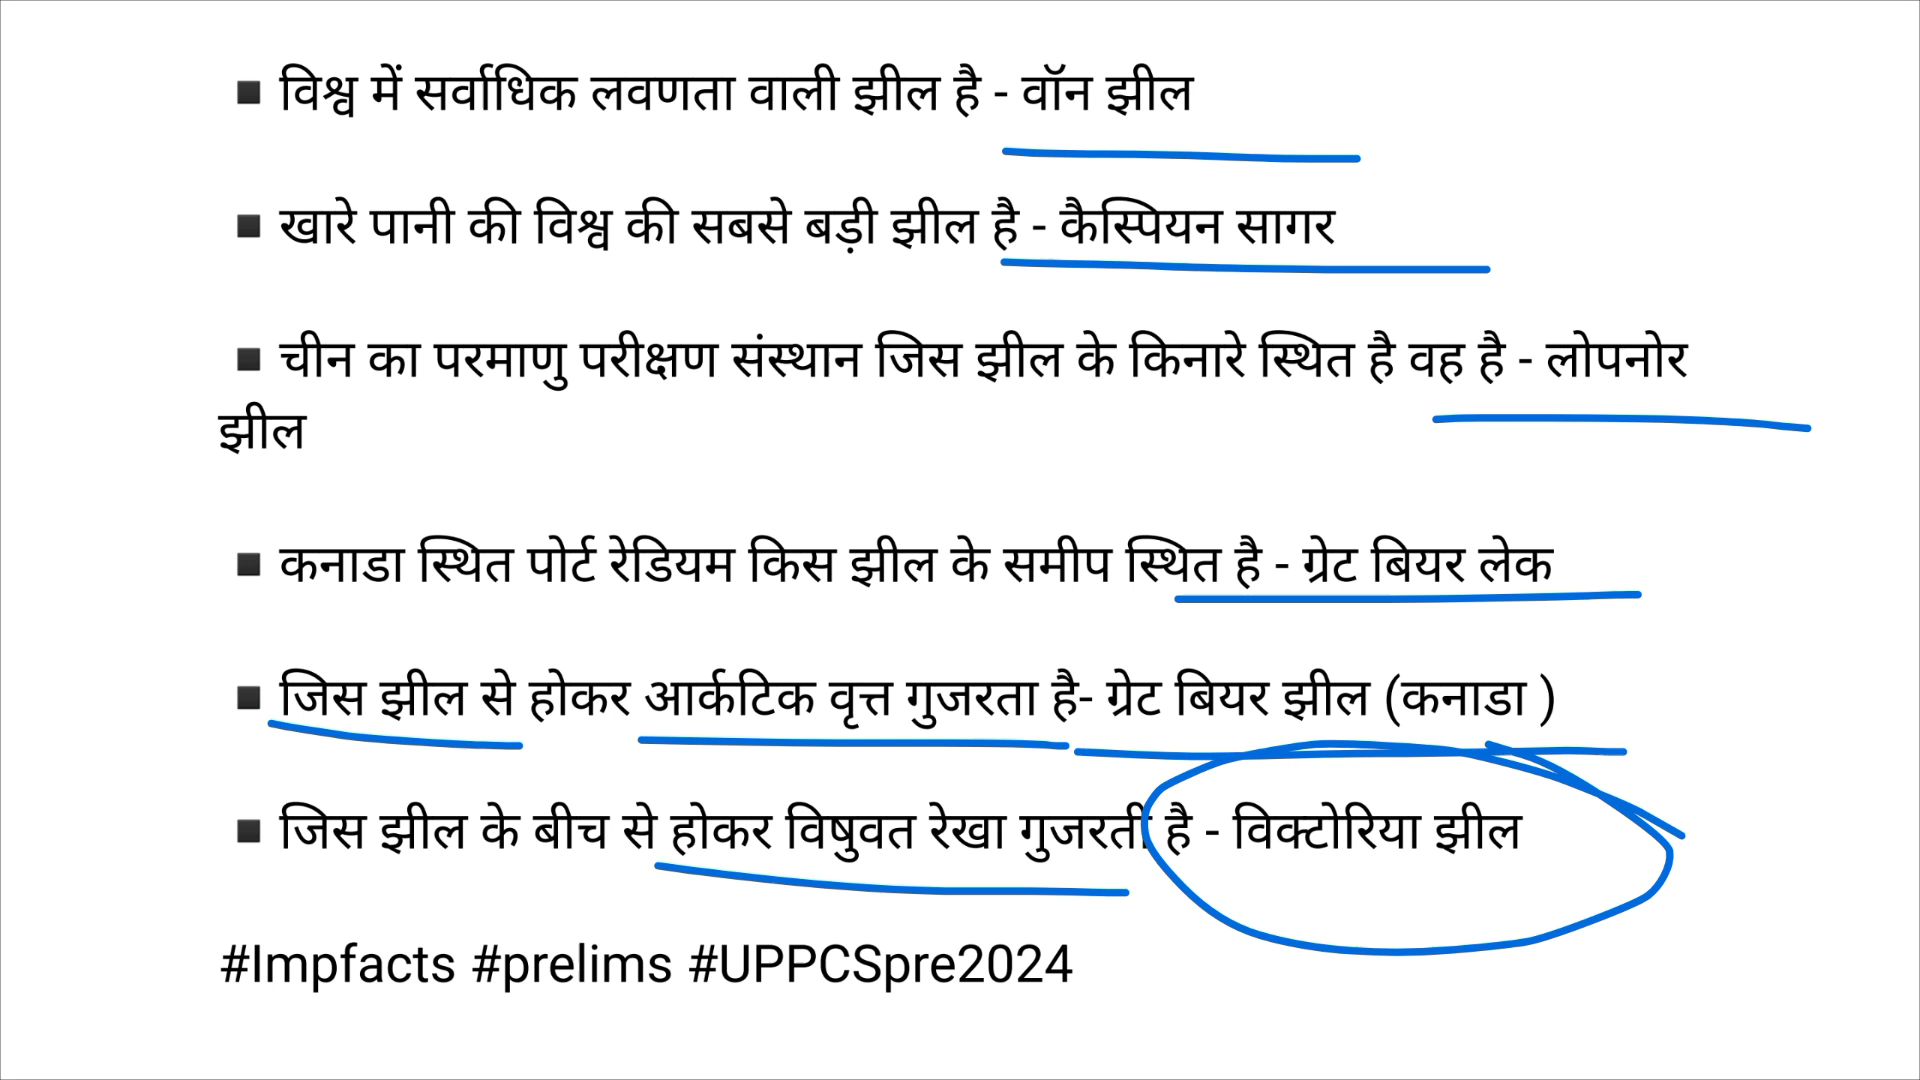 ▪ विश्व में सर्वाधिक लवणता वाली झील है - वॉन झील
▪ खारे पानी की विश्व की सबसे बड़ी झील है - कैस्पियन सागर
▪ चीन का परमाणु परीक्षण संस्थान जिस झील के किनारे स्थित है वह है - लोपनोर
झील
▪ कनाडा स्थित पोर्ट रेडियम किस झील के समीप स्थित है - ग्रेट बियर लेक
▪ जिस झील से होकर आर्कटिक वृत्त गुजरता है- ग्रेट बियर झील (कनाडा )
▪ जिस झील के बीच से होकर विषुवत रेखा गुजरती है - विक्टोरिया झील
#Impfacts #prelims #UPPCSpre2024